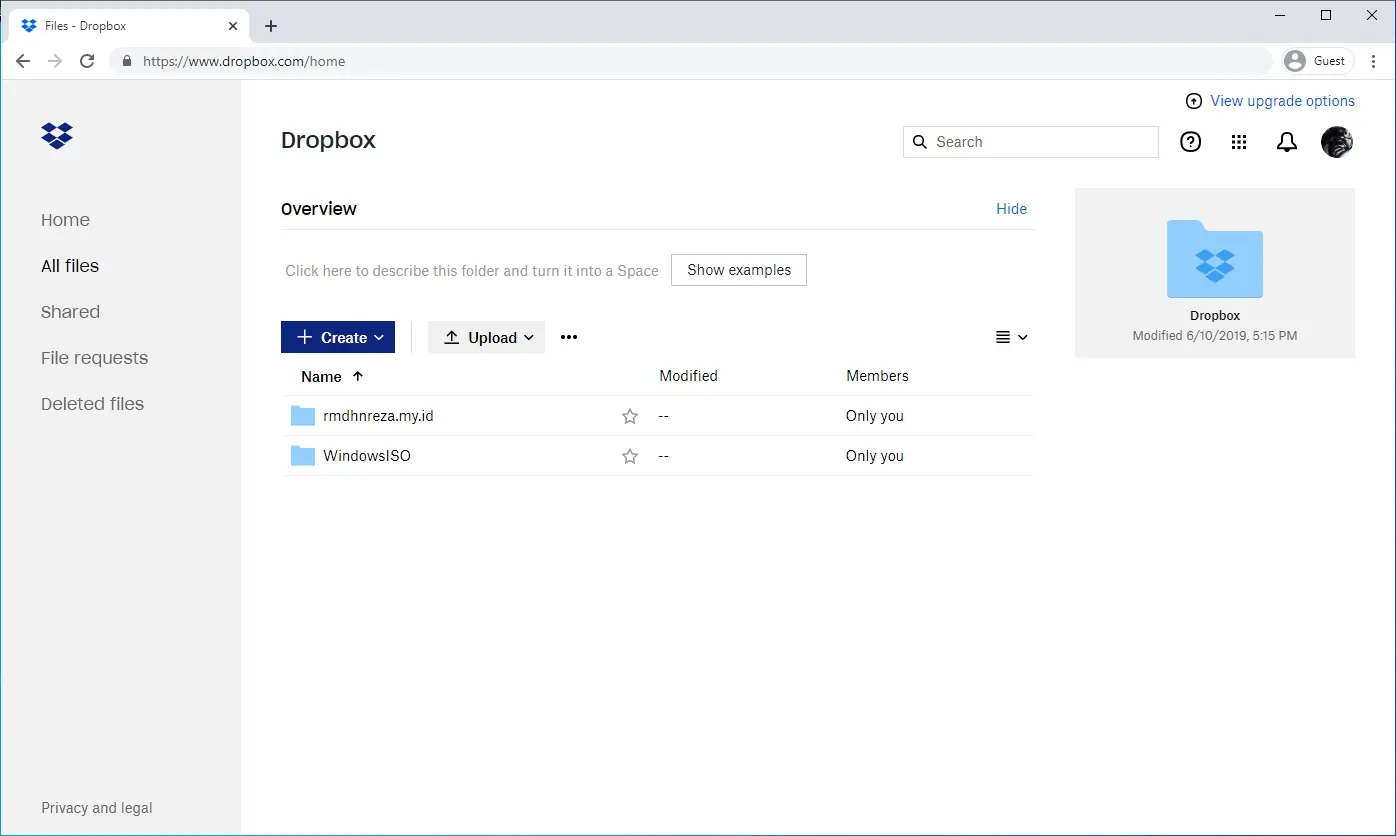 Files - Dropbox
https://www.dropbox.com/home
Guest
View upgrade options
Dropbox
Search
Home
All files
Shared
File requests
Deleted files
Overview
Hide
Click here to describe this folder and turn it into a Space
Show examples
Create
Upload
Name
Modified
Members
rmdhnreza.my.id
--
Only you
WindowsISO
--
Only you
Dropbox
Modified 6/10/2019, 5:15 PM
Privacy and legal